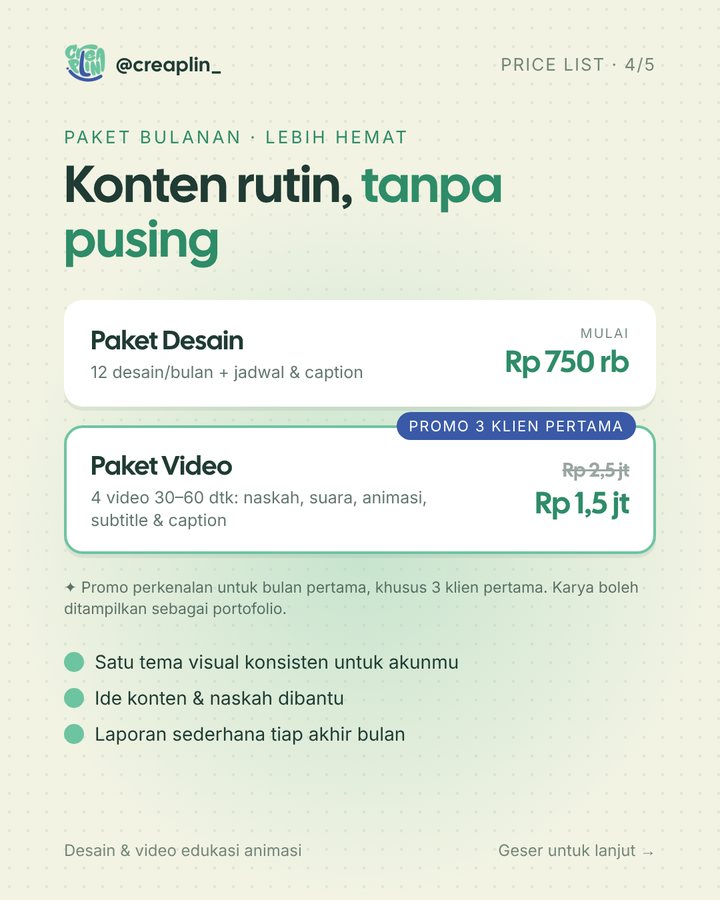 CREA PLIN!
@creaplin_
PRICE LIST · 4/5
PAKET BULANAN · LEBIH HEMAT
Konten rutin, tanpa
pusing
Paket Desain
12 desain/bulan + jadwal & caption
MULAI
Rp 750 rb
PROMO 3 KLIEN PERTAMA
Paket Video
4 video 30–60 dtk: naskah, suara, animasi,
subtitle & caption
Rp 2,5 jt
Rp 1,5 jt
✦ Promo perkenalan untuk bulan pertama, khusus 3 klien pertama. Karya boleh
ditampilkan sebagai portofolio.
Satu tema visual konsisten untuk akunmu
Ide konten & naskah dibantu
Laporan sederhana tiap akhir bulan
Desain & video edukasi animasi
Geser untuk lanjut →